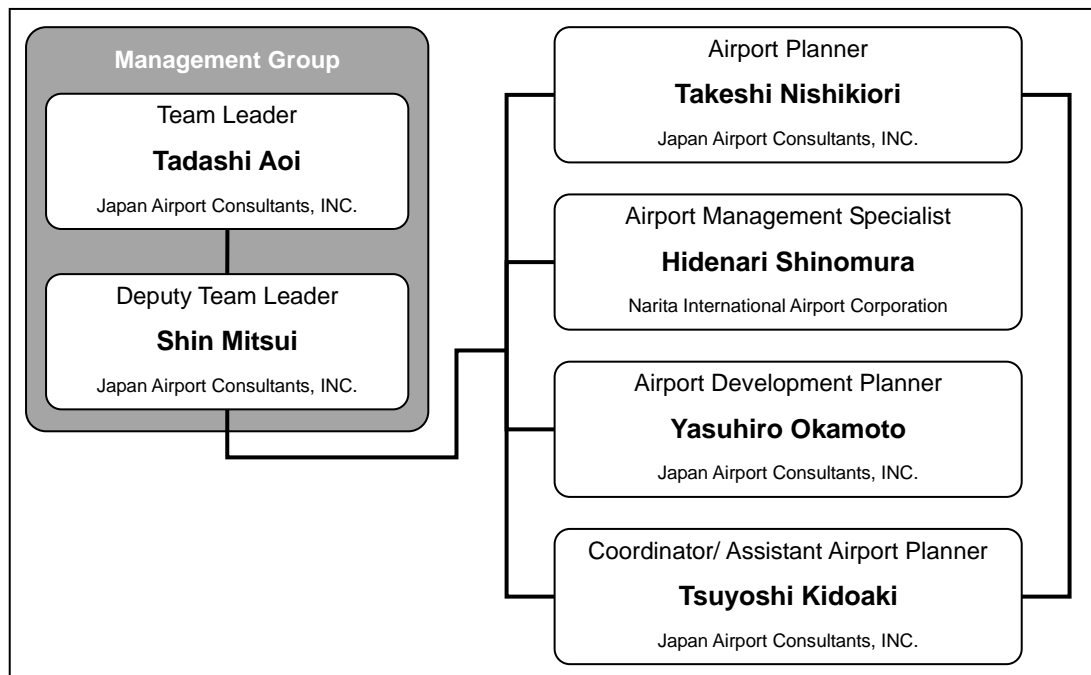 Management Group
Team Leader
Tadashi Aoi
Japan Airport Consultants, INC.
Deputy Team Leader
Shin Mitsui
Japan Airport Consultants, INC.
Airport Planner
Takeshi Nishikiori
Japan Airport Consultants, INC.
Airport Management Specialist
Hidenari Shinomura
Narita International Airport Corporation
Airport Development Planner
Yasuhiro Okamoto
Japan Airport Consultants, INC.
Coordinator/ Assistant Airport Planner
Tsuyoshi Kidoaki
Japan Airport Consultants, INC.